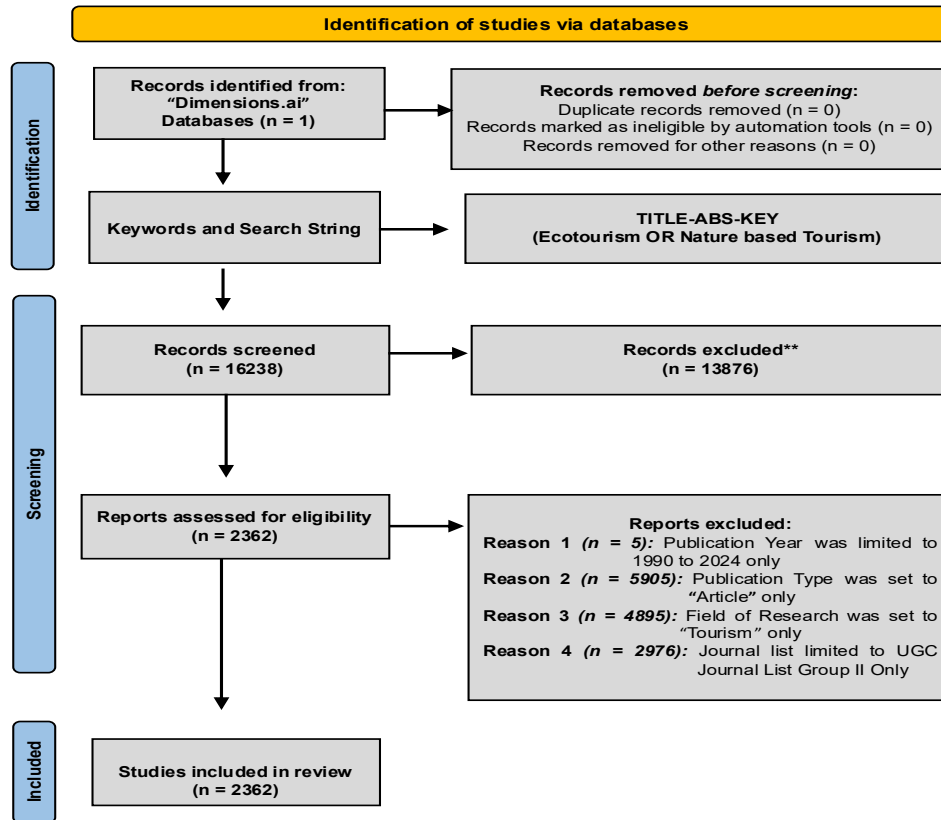 Identification of studies via databases
Identification
Records identified from:
“Dimensions.ai”
Databases (n = 1)
Records removed before screening:
Duplicate records removed (n = 0)
Records marked as ineligible by automation tools (n = 0)
Records removed for other reasons (n = 0)
Keywords and Search String
TITLE-ABS-KEY
(Ecotourism OR Nature based Tourism)
Screening
Records screened
(n = 16238)
Records excluded**
(n = 13876)
Reports assessed for eligibility
(n = 2362)
Reports excluded:
Reason 1 (n = 5): Publication Year was limited to
1990 to 2024 only
Reason 2 (n = 5905): Publication Type was set to
“Article” only
Reason 3 (n = 4895): Field of Research was set to
“Tourism” only
Reason 4 (n = 2976): Journal list limited to UGC
Journal List Group II Only
Included
Studies included in review
(n = 2362)